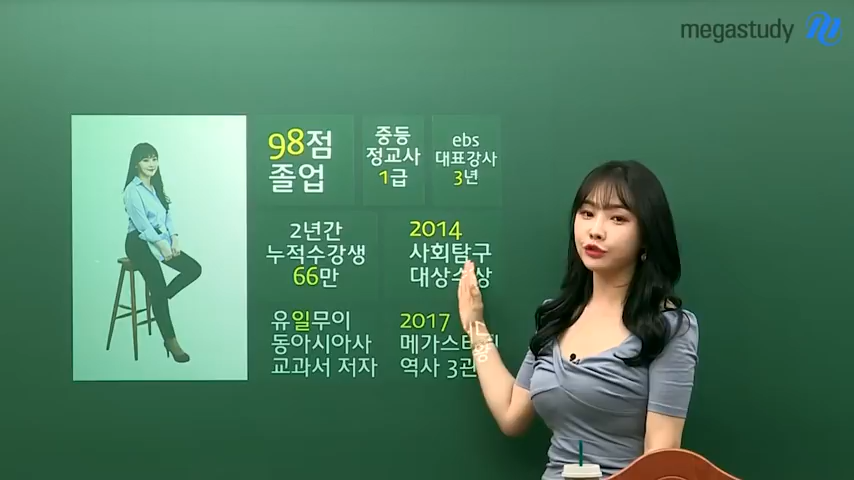 megastudy
98점
졸업
중등
정교사
1급
ebs
대표강사
3년
2년간
누적수강생
66만
2014
사회탐구
대상수상
유일무이
동아시아사
교과서 저자
2017
메가스터디
역사 3관왕